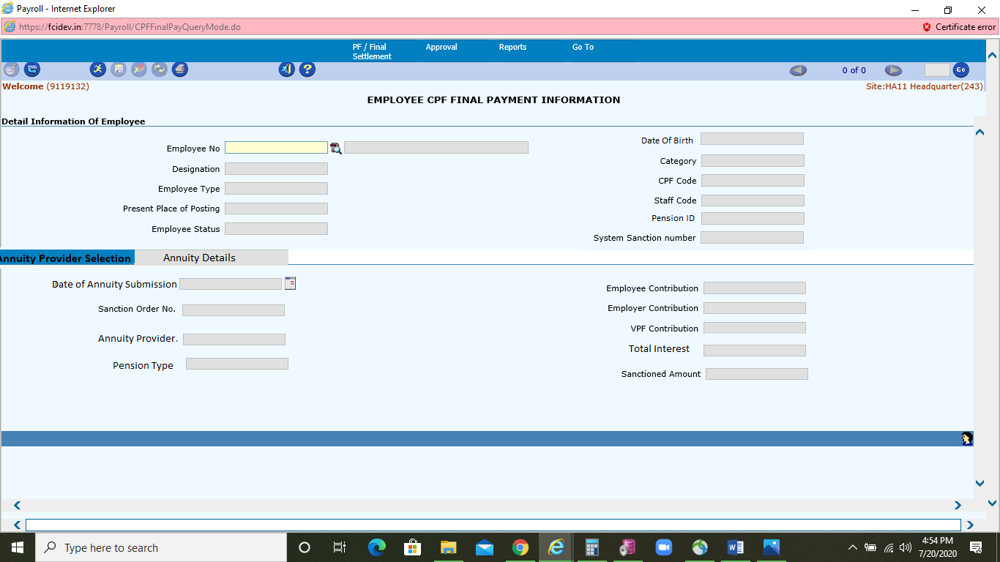 Payroll - Internet Explorer
https://fcidev.in:7778/Payroll/CPFFinalPayQueryMode.do
Certificate error
PF / Final
Settlement
Approval
Reports
Go To
0 of 0
Go
Welcome (9119132)
Site:HA11 Headquarter(243)
EMPLOYEE CPF FINAL PAYMENT INFORMATION
Detail Information Of Employee
Employee No
Date Of Birth
Designation
Category
Employee Type
CPF Code
Present Place of Posting
Staff Code
Employee Status
Pension ID
System Sanction number
Annuity Provider Selection
Annuity Details
Date of Annuity Submission
Employee Contribution
Sanction Order No.
Employer Contribution
VPF Contribution
Annuity Provider.
Total Interest
Pension Type
Sanctioned Amount
Type here to search
4:54 PM
7/20/2020